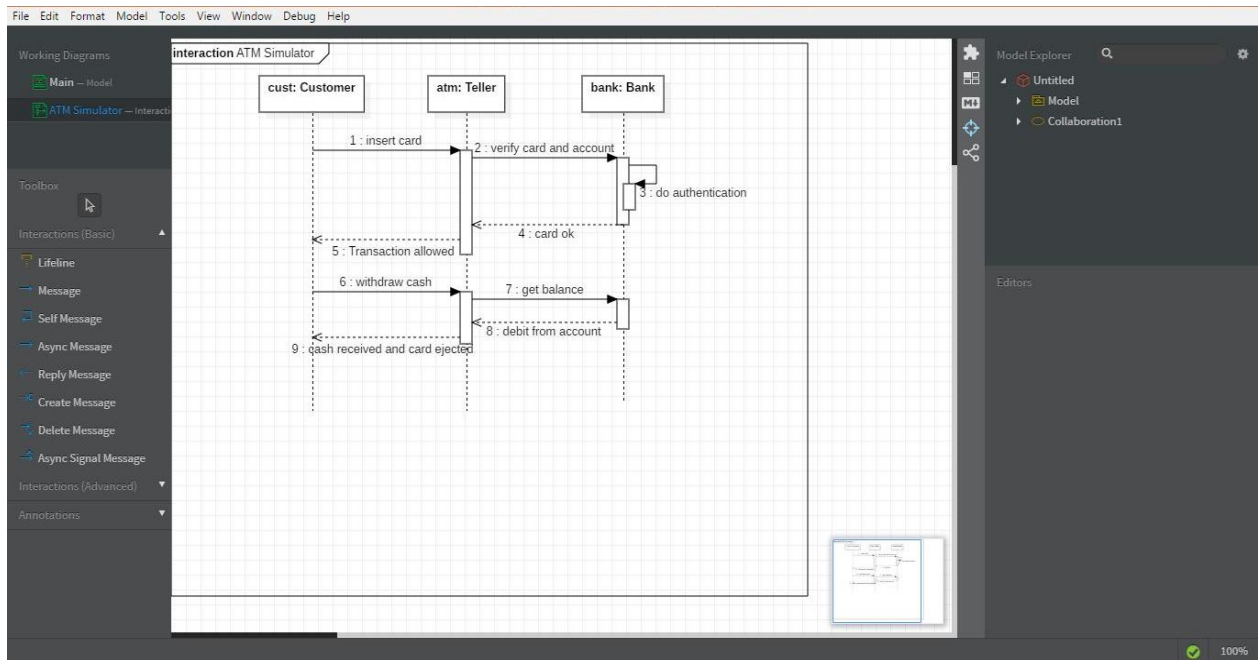 File Edit Format Model Tools View Window Debug Help
Working Diagrams
Main — Model
ATM Simulator — Interacti
Toolbox
Interactions (Basic)
Lifeline
Message
Self Message
Async Message
Reply Message
Create Message
Delete Message
Async Signal Message
Interactions (Advanced)
Annotations
interaction ATM Simulator
cust: Customer
atm: Teller
bank: Bank
1 : insert card
2 : verify card and account
3 : do authentication
4 : card ok
5 : Transaction allowed
6 : withdraw cash
7 : get balance
8 : debit from account
9 : cash received and card ejected
Model Explorer
Untitled
Model
Collaboration1
Editors
100%